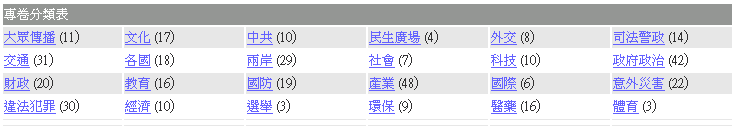 專卷分類表
大眾傳播 (11) 文化 (17) 中共 (10) 民生廣場 (4) 外交 (8) 司法警政 (14)
交通 (31) 各國 (18) 兩岸 (29) 社會 (7) 科技 (10) 政府政治 (42)
財政 (20) 教育 (16) 國防 (19) 產業 (48) 國際 (6) 意外災害 (22)
違法犯罪 (30) 經濟 (10) 選舉 (3) 環保 (9) 醫藥 (16) 體育 (3)